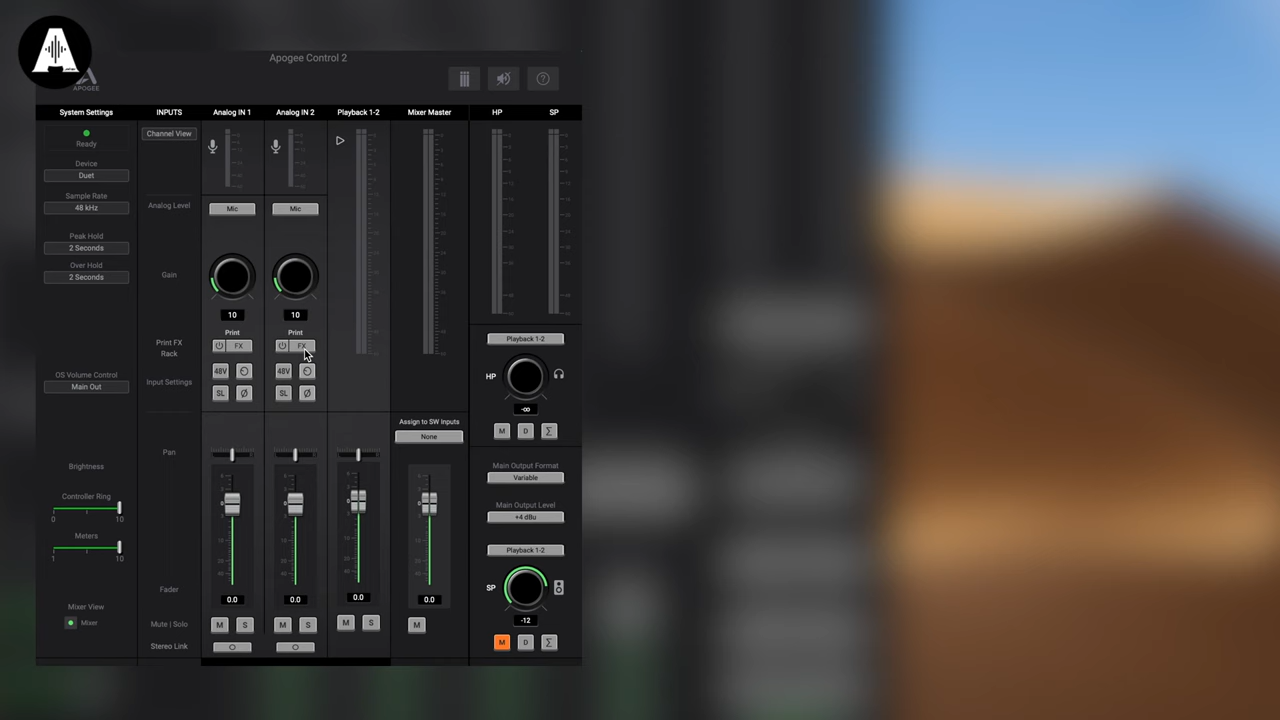 Apogee Control 2
APOGEE
System Settings
INPUTS
Analog IN 1
Analog IN 2
Playback 1-2
Mixer Master
HP
SP
Ready
Channel View
Device
Duet
Sample Rate
48 kHz
Analog Level
Mic
Mic
Peak Hold
2 Seconds
Over Hold
2 Seconds
Gain
10
10
Print FX
Rack
Print
FX
Print
FX
Playback 1-2
Input Settings
48V
48V
SL
Ø
SL
Ø
HP
-∞
M
D
Σ
OS Volume Control
Main Out
Assign to SW Inputs
None
Pan
Brightness
Controller Ring
0
10
Meters
1
10
Main Output Format
Variable
Main Output Level
+4 dBu
Playback 1-2
SP
-12
M
D
Σ
Fader
0.0
0.0
0.0
0.0
Mixer View
Mixer
Mute | Solo
M
S
M
S
M
S
M
Stereo Link